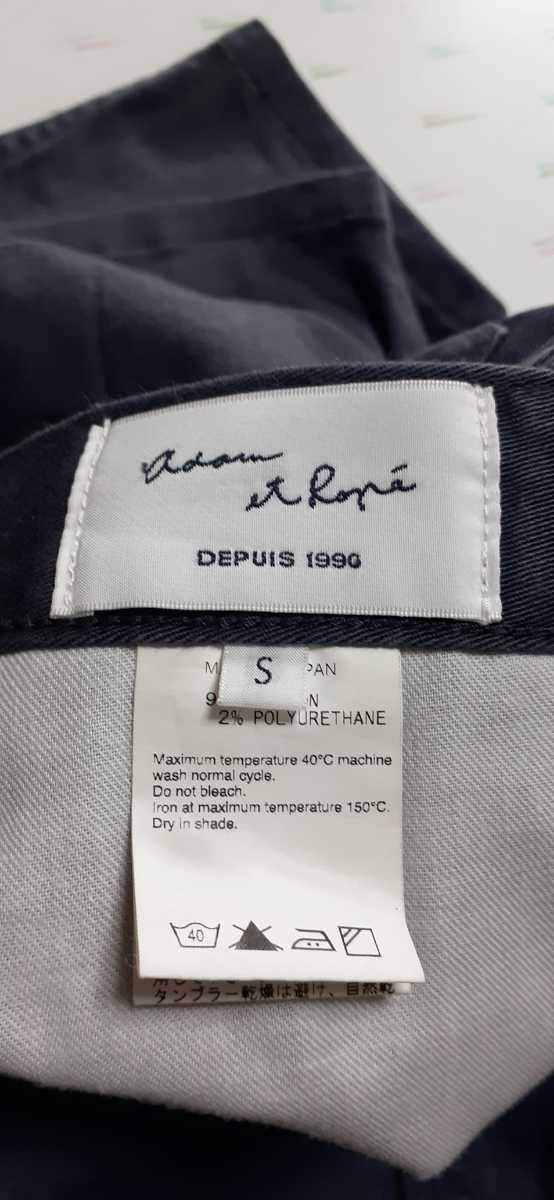 Adam
et Ropé
DEPUIS 1990
S
2% POLYURETHANE
Maximum temperature 40°C machine
wash normal cycle.
Do not bleach.
Iron at maximum temperature 150°C.
Dry in shade.
40
タンブラー乾燥は避け、自然乾